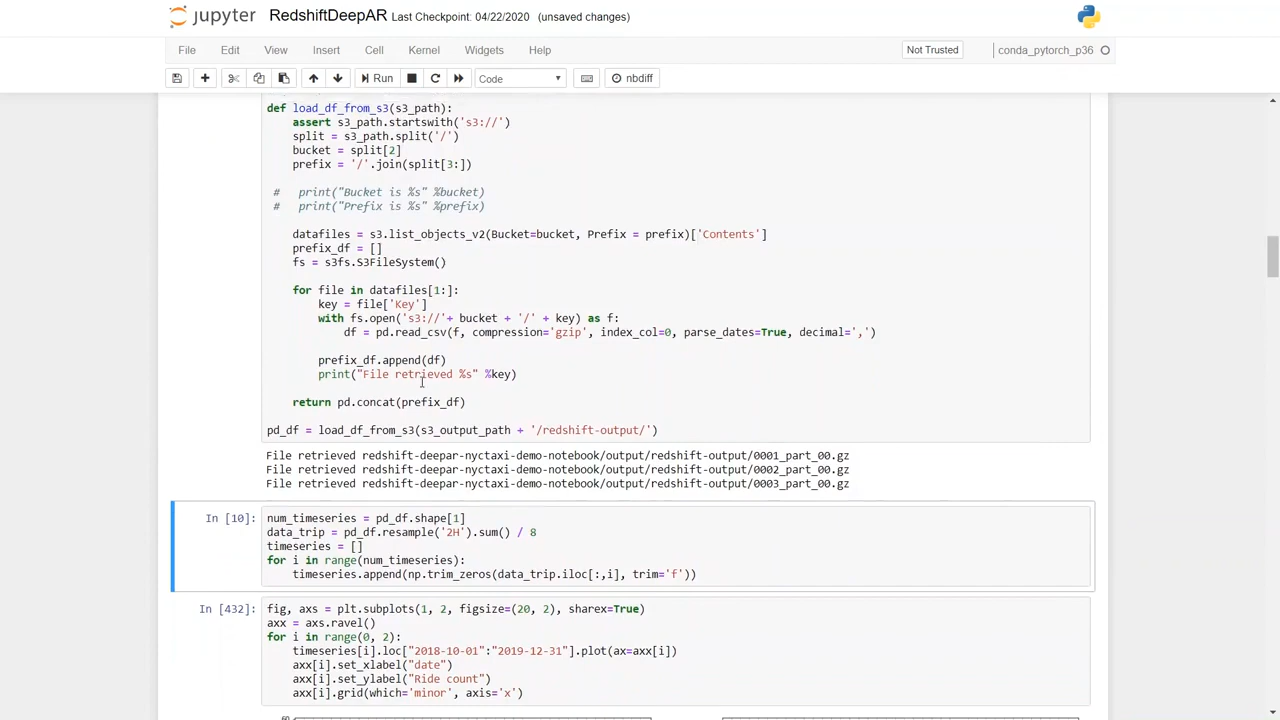 jupyter RedshiftDeepAR Last Checkpoint: 04/22/2020 (unsaved changes)
File Edit View Insert Cell Kernel Widgets Help Not Trusted conda_pytorch_p36
Run Code nbdiff
def load_df_from_s3(s3_path):
    assert s3_path.startswith('s3://')
    split = s3_path.split('/')
    bucket = split[2]
    prefix = '/'.join(split[3:])
#   print("Bucket is %s" %bucket)
#   print("Prefix is %s" %prefix)
    datafiles = s3.list_objects_v2(Bucket=bucket, Prefix = prefix)['Contents']
    prefix_df = []
    fs = s3fs.S3FileSystem()
    for file in datafiles[1:]:
        key = file['Key']
        with fs.open('s3://'+ bucket + '/' + key) as f:
            df = pd.read_csv(f, compression='gzip', index_col=0, parse_dates=True, decimal=',')
        prefix_df.append(df)
        print("File retrieved %s" %key)
    return pd.concat(prefix_df)
pd_df = load_df_from_s3(s3_output_path + '/redshift-output/')
File retrieved redshift-deepar-nyctaxi-demo-notebook/output/redshift-output/0001_part_00.gz
File retrieved redshift-deepar-nyctaxi-demo-notebook/output/redshift-output/0002_part_00.gz
File retrieved redshift-deepar-nyctaxi-demo-notebook/output/redshift-output/0003_part_00.gz
In [10]: num_timeseries = pd_df.shape[1]
data_trip = pd_df.resample('2H').sum() / 8
timeseries = []
for i in range(num_timeseries):
    timeseries.append(np.trim_zeros(data_trip.iloc[:,i], trim='f'))
In [432]: fig, axs = plt.subplots(1, 2, figsize=(20, 2), sharex=True)
axx = axs.ravel()
for i in range(0, 2):
    timeseries[i].loc["2018-10-01":"2019-12-31"].plot(ax=axx[i])
    axx[i].set_xlabel("date")
    axx[i].set_ylabel("Ride count")
    axx[i].grid(which='minor', axis='x')